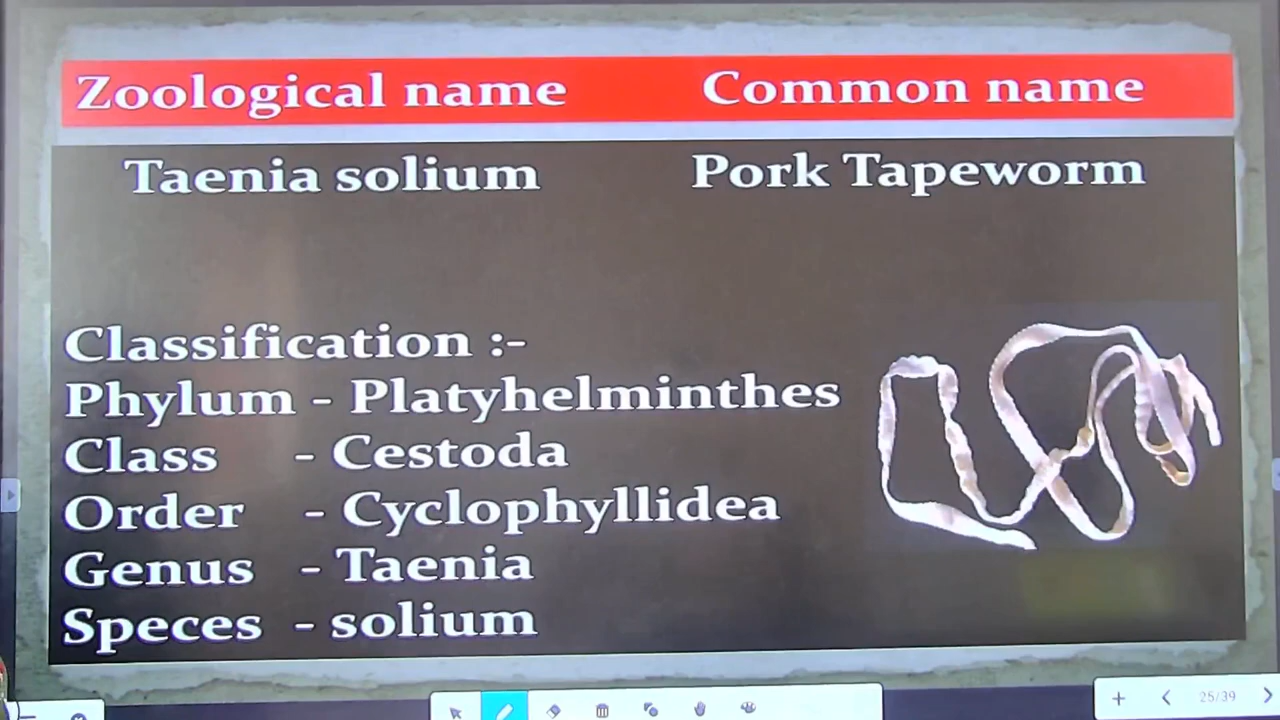 Zoological name Common name
Taenia solium Pork Tapeworm
Classification :-
Phylum - Platyhelminthes
Class - Cestoda
Order - Cyclophyllidea
Genus - Taenia
Speces - solium
25/39